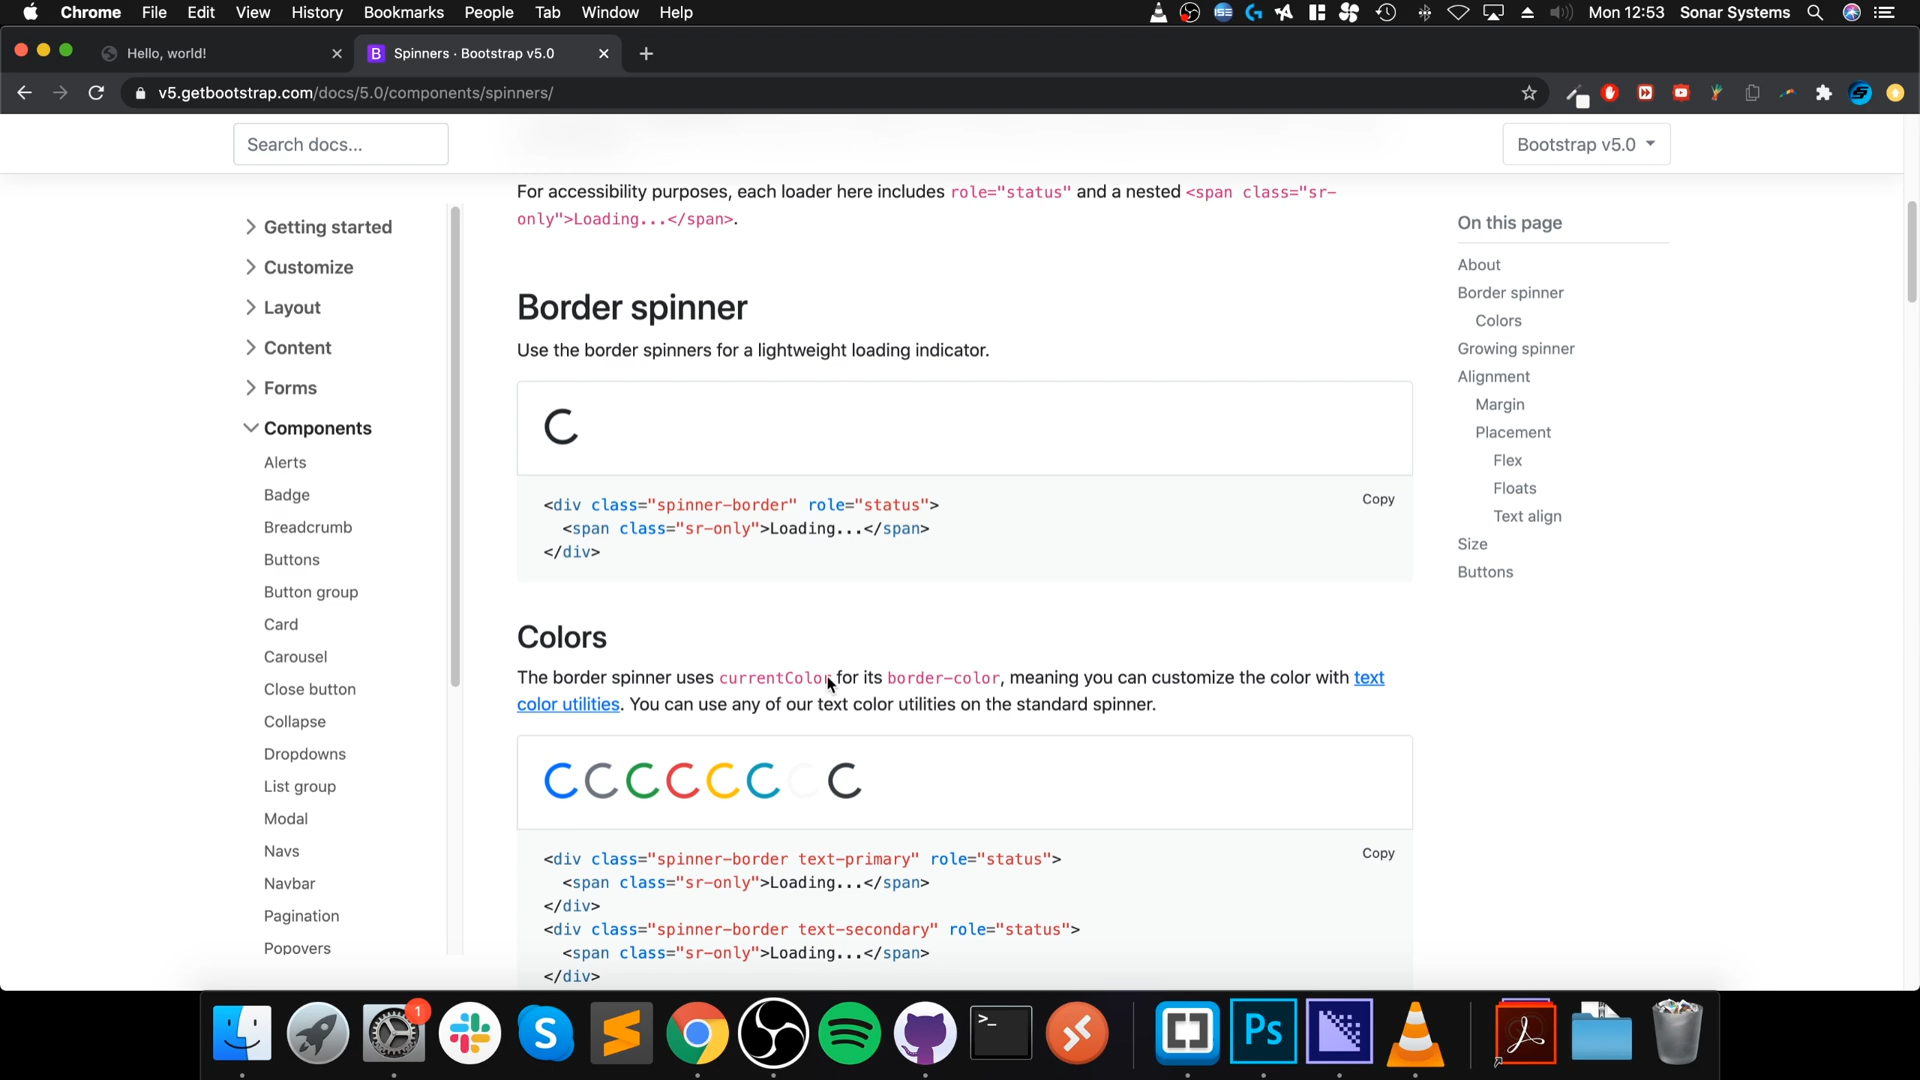 Chrome File Edit View History Bookmarks People Tab Window Help
Mon 12:53 Sonar Systems
Hello, world!
B Spinners · Bootstrap v5.0
v5.getbootstrap.com/docs/5.0/components/spinners/
Search docs...
Bootstrap v5.0
Getting started
Customize
Layout
Content
Forms
Components
Alerts
Badge
Breadcrumb
Buttons
Button group
Card
Carousel
Close button
Collapse
Dropdowns
List group
Modal
Navs
Navbar
Pagination
Popovers
For accessibility purposes, each loader here includes role="status" and a nested <span class="sr-
only">Loading...</span>.
Border spinner
Use the border spinners for a lightweight loading indicator.
Copy
<div class="spinner-border" role="status">
<span class="sr-only">Loading...</span>
</div>
Colors
The border spinner uses currentColor for its border-color, meaning you can customize the color with text
color utilities. You can use any of our text color utilities on the standard spinner.
Copy
<div class="spinner-border text-primary" role="status">
<span class="sr-only">Loading...</span>
</div>
<div class="spinner-border text-secondary" role="status">
<span class="sr-only">Loading...</span>
</div>
On this page
About
Border spinner
Colors
Growing spinner
Alignment
Margin
Placement
Flex
Floats
Text align
Size
Buttons
1
S
>_
Ps